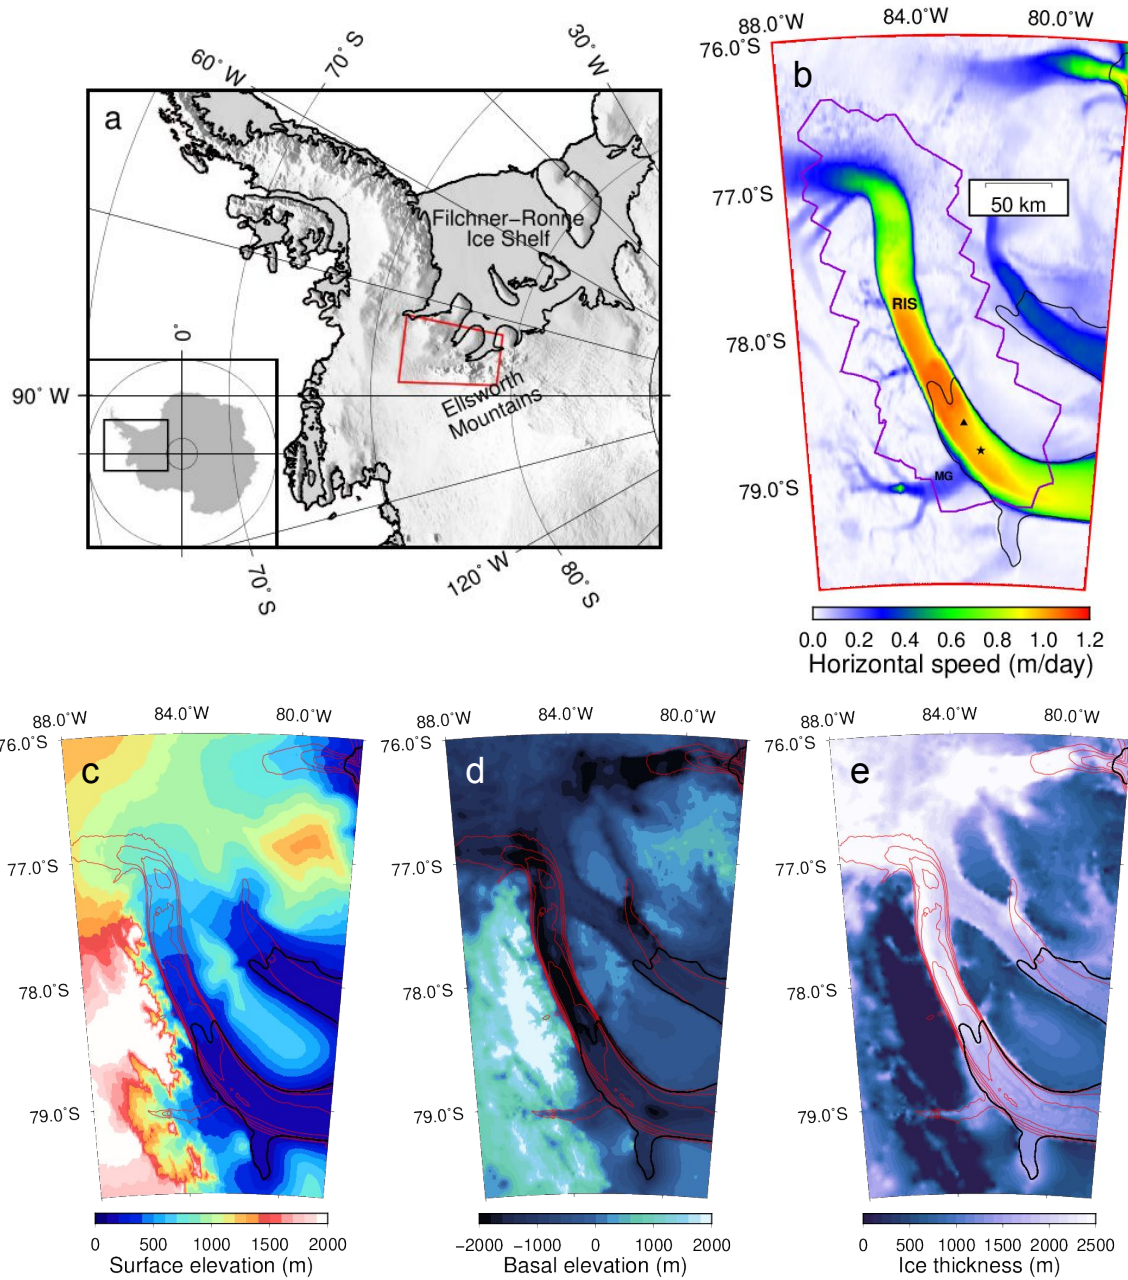 60° W
70° S
30° W
a
Filchner–Ronne
Ice Shelf
Ellsworth
Mountains
90° W
0°
70° S
120° W
80° S
88.0°W
84.0°W
80.0°W
76.0°S
77.0°S
78.0°S
79.0°S
b
50 km
RIS
MG
0.0 0.2 0.4 0.6 0.8 1.0 1.2
Horizontal speed (m/day)
88.0°W 84.0°W 80.0°W
76.0°S
77.0°S
78.0°S
79.0°S
c
0 500 1000 1500 2000
Surface elevation (m)
88.0°W 84.0°W 80.0°W
76.0°S
77.0°S
78.0°S
79.0°S
d
−2000 −1000 0 1000 2000
Basal elevation (m)
88.0°W 84.0°W 80.0°W
76.0°S
77.0°S
78.0°S
79.0°S
e
0 500 1000 1500 2000 2500
Ice thickness (m)